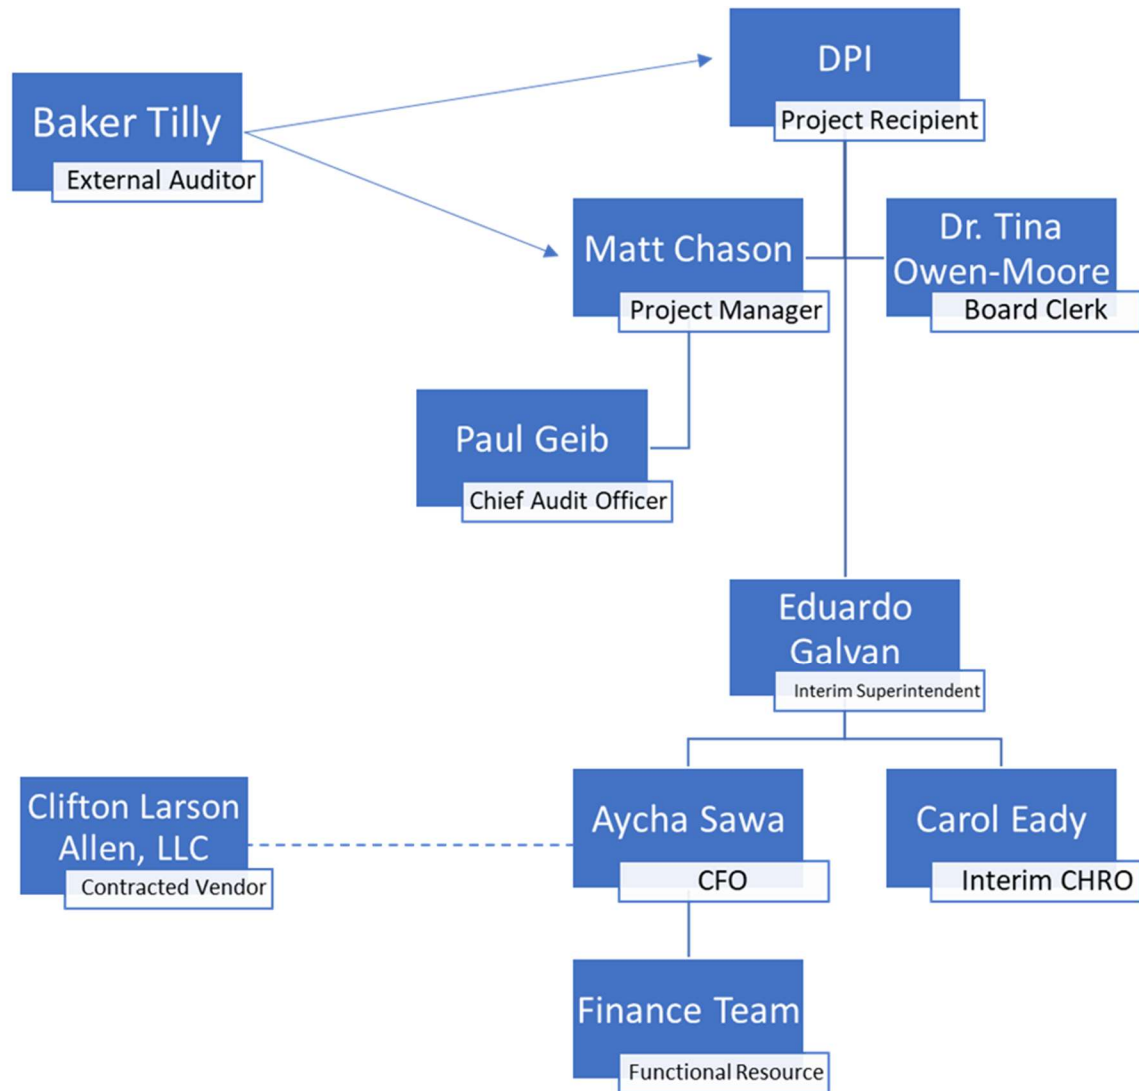 DPI
Project Recipient
Baker Tilly
External Auditor
Matt Chason
Project Manager
Dr. Tina
Owen-Moore
Board Clerk
Paul Geib
Chief Audit Officer
Eduardo
Galvan
Interim Superintendent
Clifton Larson
Allen, LLC
Contracted Vendor
Aycha Sawa
CFO
Carol Eady
Interim CHRO
Finance Team
Functional Resource